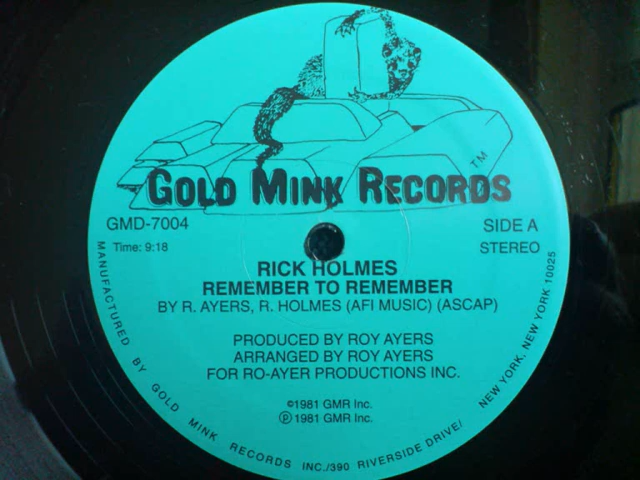 GOLD MINK RECORDS TM
GMD-7004
SIDE A
Time: 9:18
STEREO
RICK HOLMES
REMEMBER TO REMEMBER
BY R. AYERS, R. HOLMES (AFI MUSIC) (ASCAP)
PRODUCED BY ROY AYERS
ARRANGED BY ROY AYERS
FOR RO-AYER PRODUCTIONS INC.
©1981 GMR Inc.
℗1981 GMR Inc.
MANUFACTURED BY GOLD MINK RECORDS INC./390 RIVERSIDE DRIVE/ NEW YORK, NEW YORK 10025